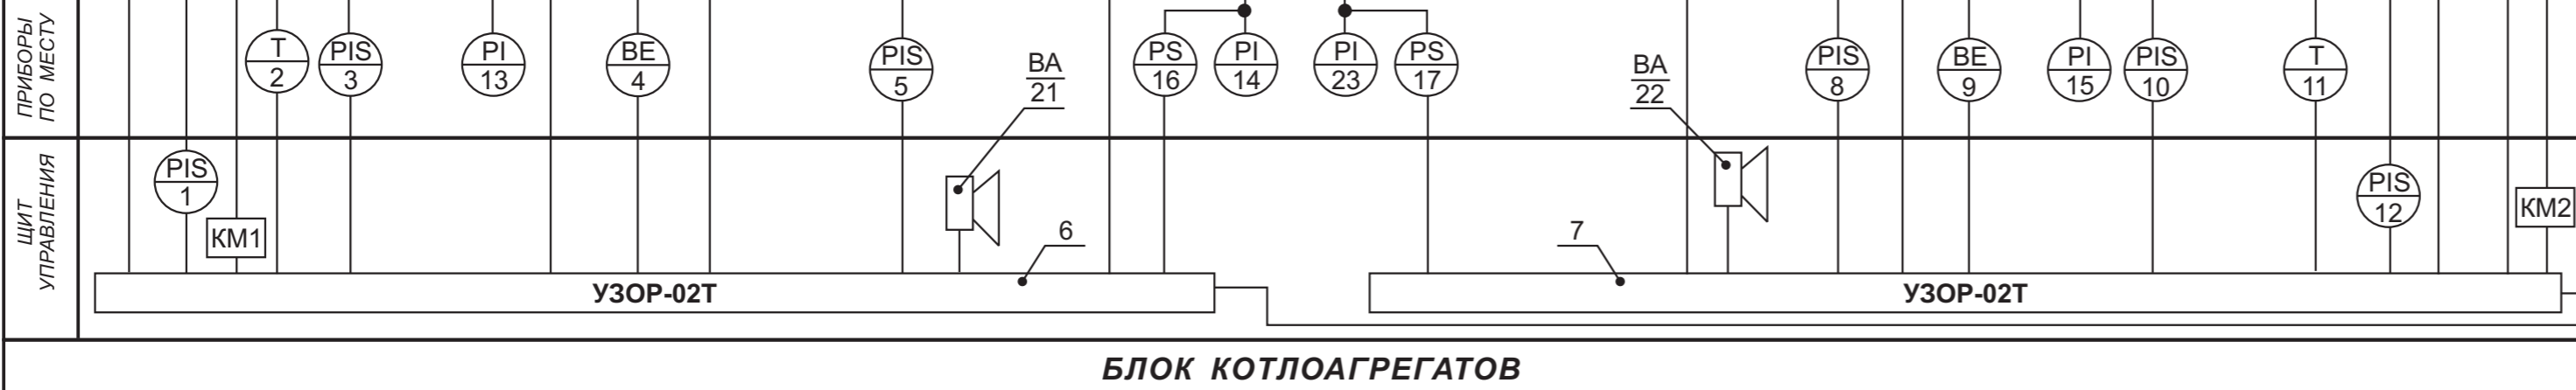 ПРИБОРЫ
ПО МЕСТУ
T
2
PIS
3
PI
13
BE
4
PIS
5
BA
21
PS
16
PI
14
PI
23
PS
17
BA
22
PIS
8
BE
9
PI
15
PIS
10
T
11
ЩИТ
УПРАВЛЕНИЯ
PIS
1
КМ1
6
7
PIS
12
КМ2
УЗОР-02Т
УЗОР-02Т
БЛОК КОТЛОАГРЕГАТОВ